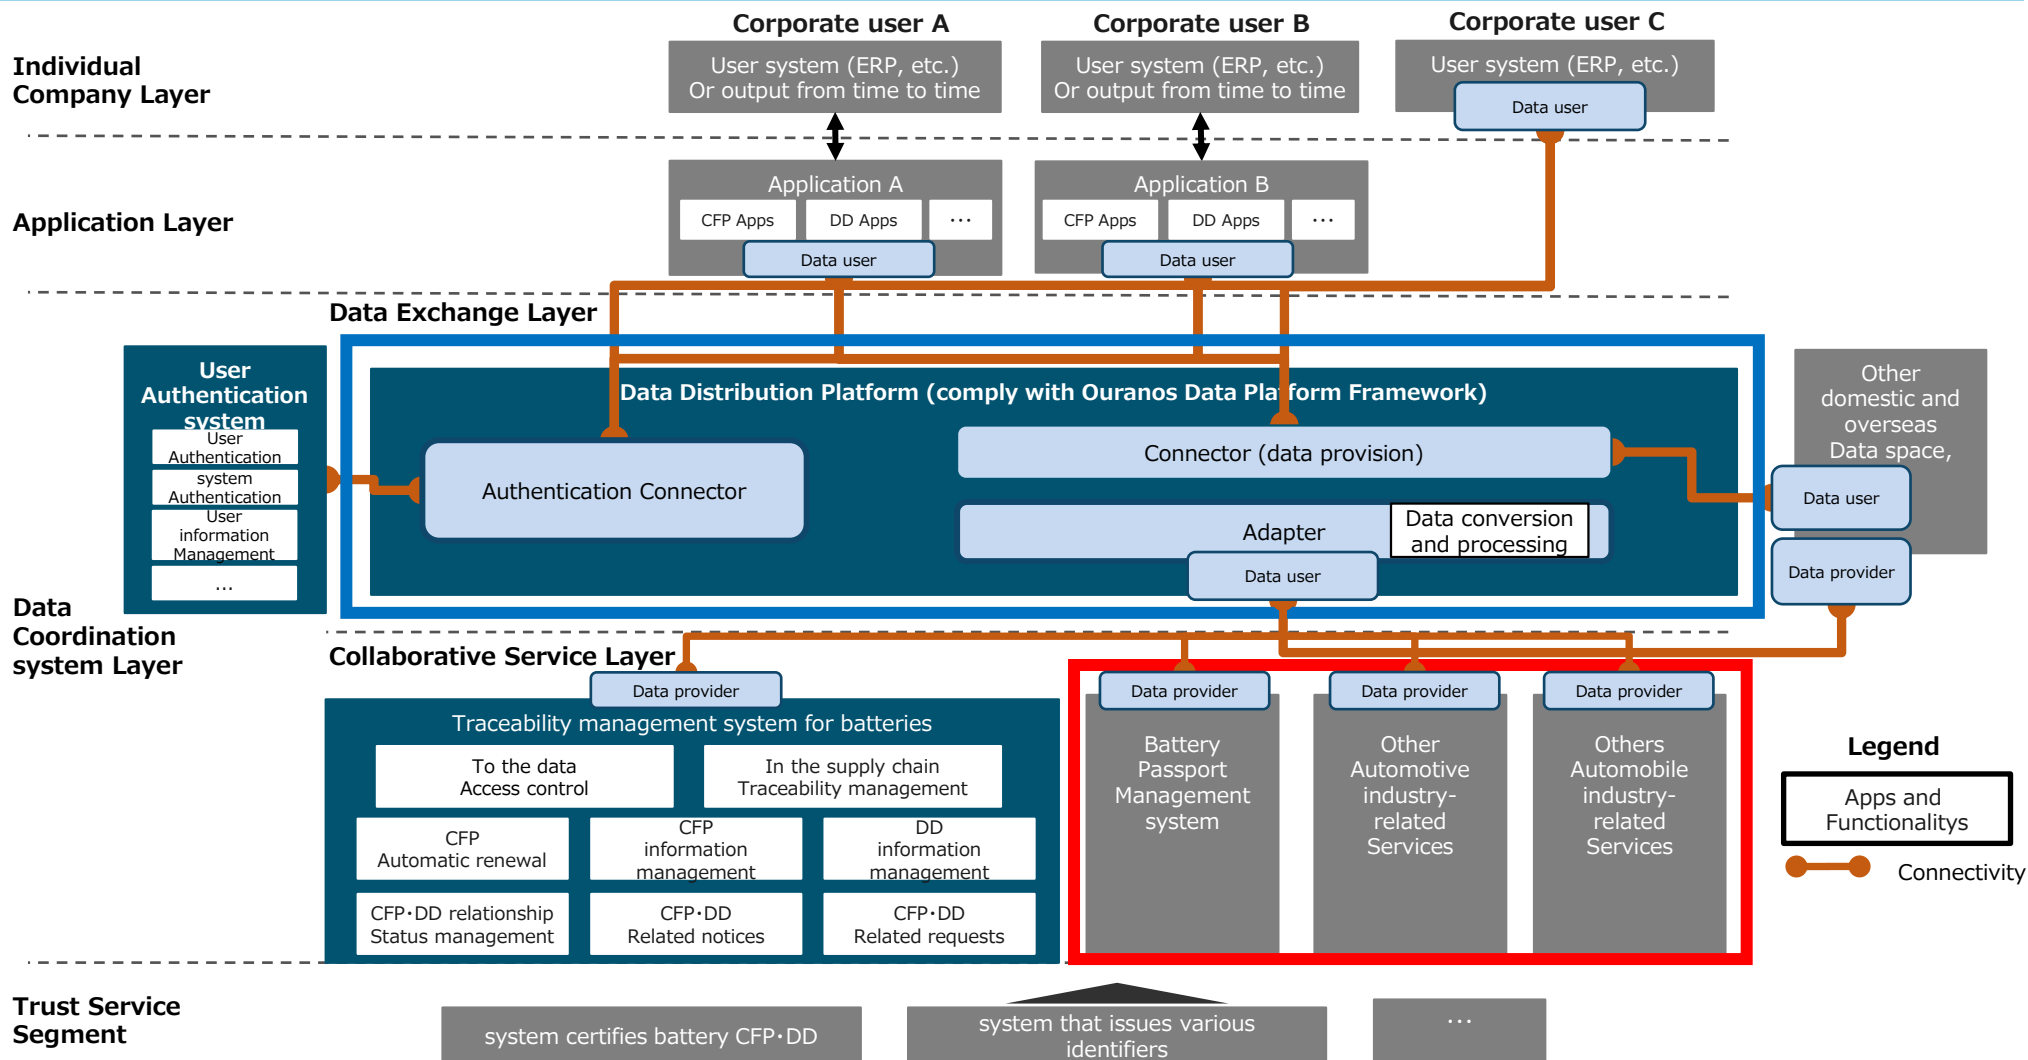 Corporate user A
Corporate user B
Corporate user C
Individual
Company Layer
User system (ERP, etc.)
Or output from time to time
User system (ERP, etc.)
Or output from time to time
User system (ERP, etc.)
Data user
Application Layer
Application A
CFP Apps
DD Apps
…
Data user
Application B
CFP Apps
DD Apps
…
Data user
Data Exchange Layer
User
Authentication
system
User
Authentication
system
Authentication
User
information
Management
…
Data Distribution Platform (comply with Ouranos Data Platform Framework)
Authentication Connector
Connector (data provision)
Adapter
Data conversion
and processing
Data user
Other
domestic and
overseas
Data space,
Data user
Data provider
Data
Coordination
system Layer
Collaborative Service Layer
Data provider
Traceability management system for batteries
To the data
Access control
In the supply chain
Traceability management
CFP
Automatic renewal
CFP
information
management
DD
information
management
CFP・DD relationship
Status management
CFP・DD
Related notices
CFP・DD
Related requests
Data provider
Battery
Passport
Management
system
Data provider
Other
Automotive
industry-
related
Services
Data provider
Others
Automobile
industry-
related
Services
Legend
Apps and
Functionalitys
Connectivity
Trust Service
Segment
system certifies battery CFP・DD
system that issues various
identifiers
…